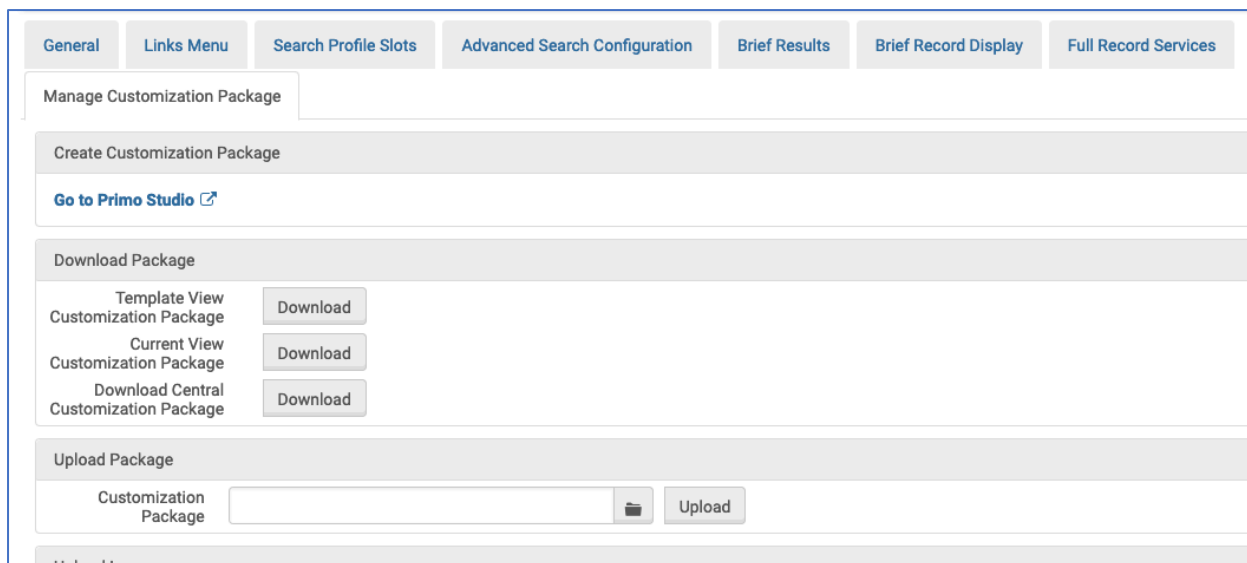 General Links Menu Search Profile Slots Advanced Search Configuration Brief Results Brief Record Display Full Record Services
Manage Customization Package
Create Customization Package
Go to Primo Studio
Download Package
Template View
Customization Package
Download
Current View
Customization Package
Download
Download Central
Customization Package
Download
Upload Package
Customization
Package
Upload